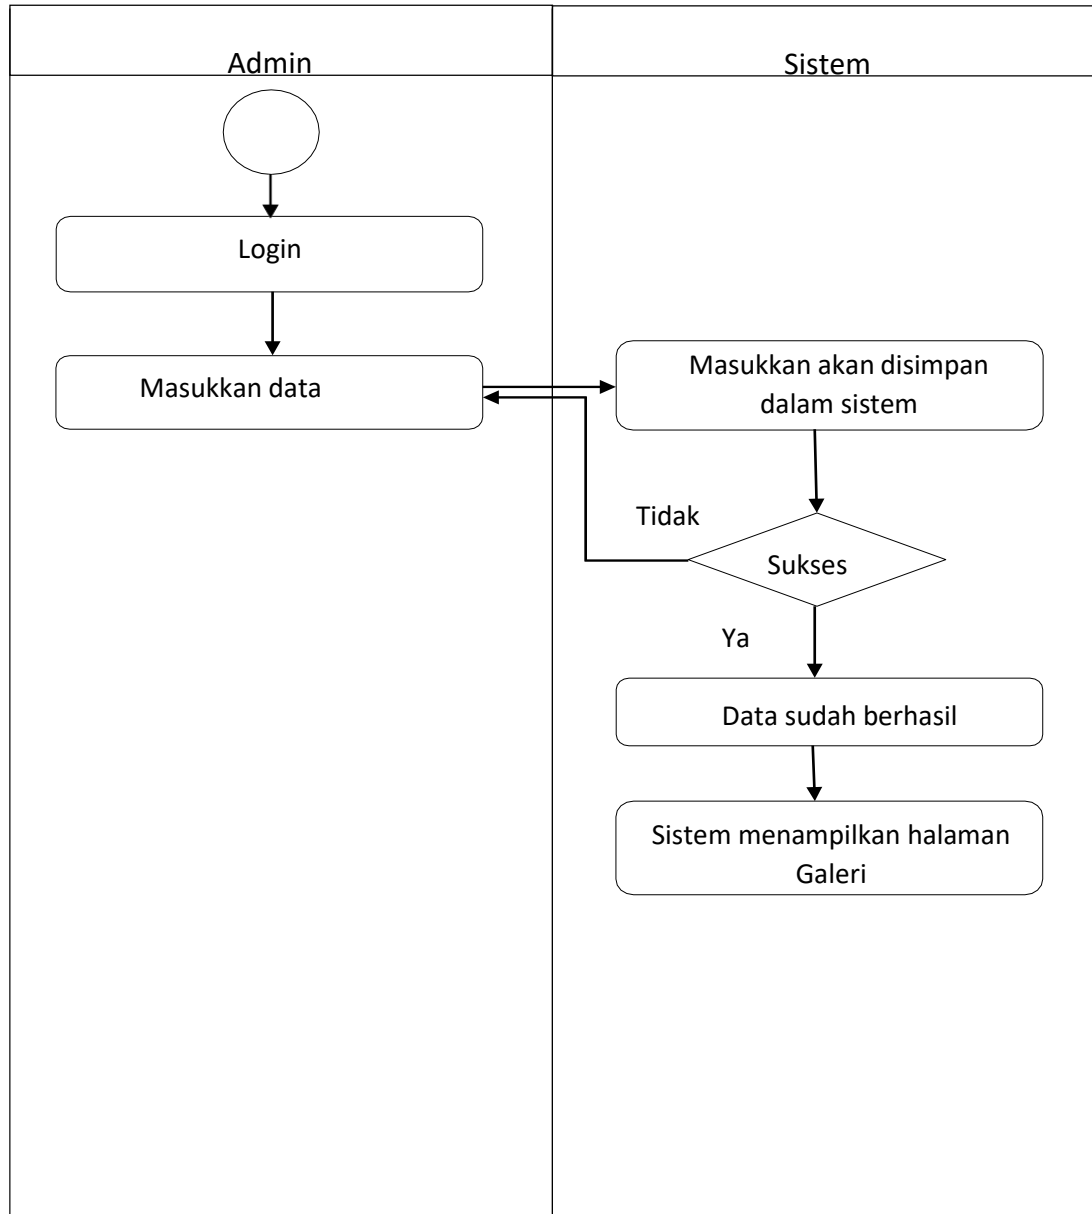 Admin
Sistem
Login
Masukkan data
Masukkan akan disimpan
dalam sistem
Tidak
Sukses
Ya
Data sudah berhasil
Sistem menampilkan halaman
Galeri